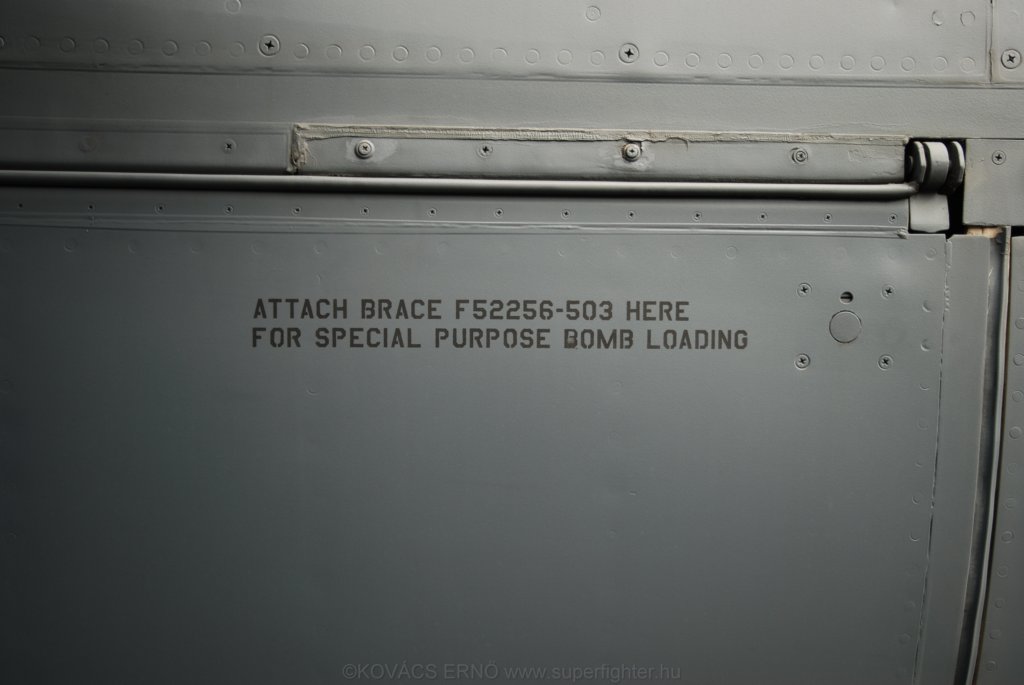 ATTACH BRACE F52256-503 HERE
FOR SPECIAL PURPOSE BOMB LOADING
©KOVÁCS ERNŐ www.superfighter.hu